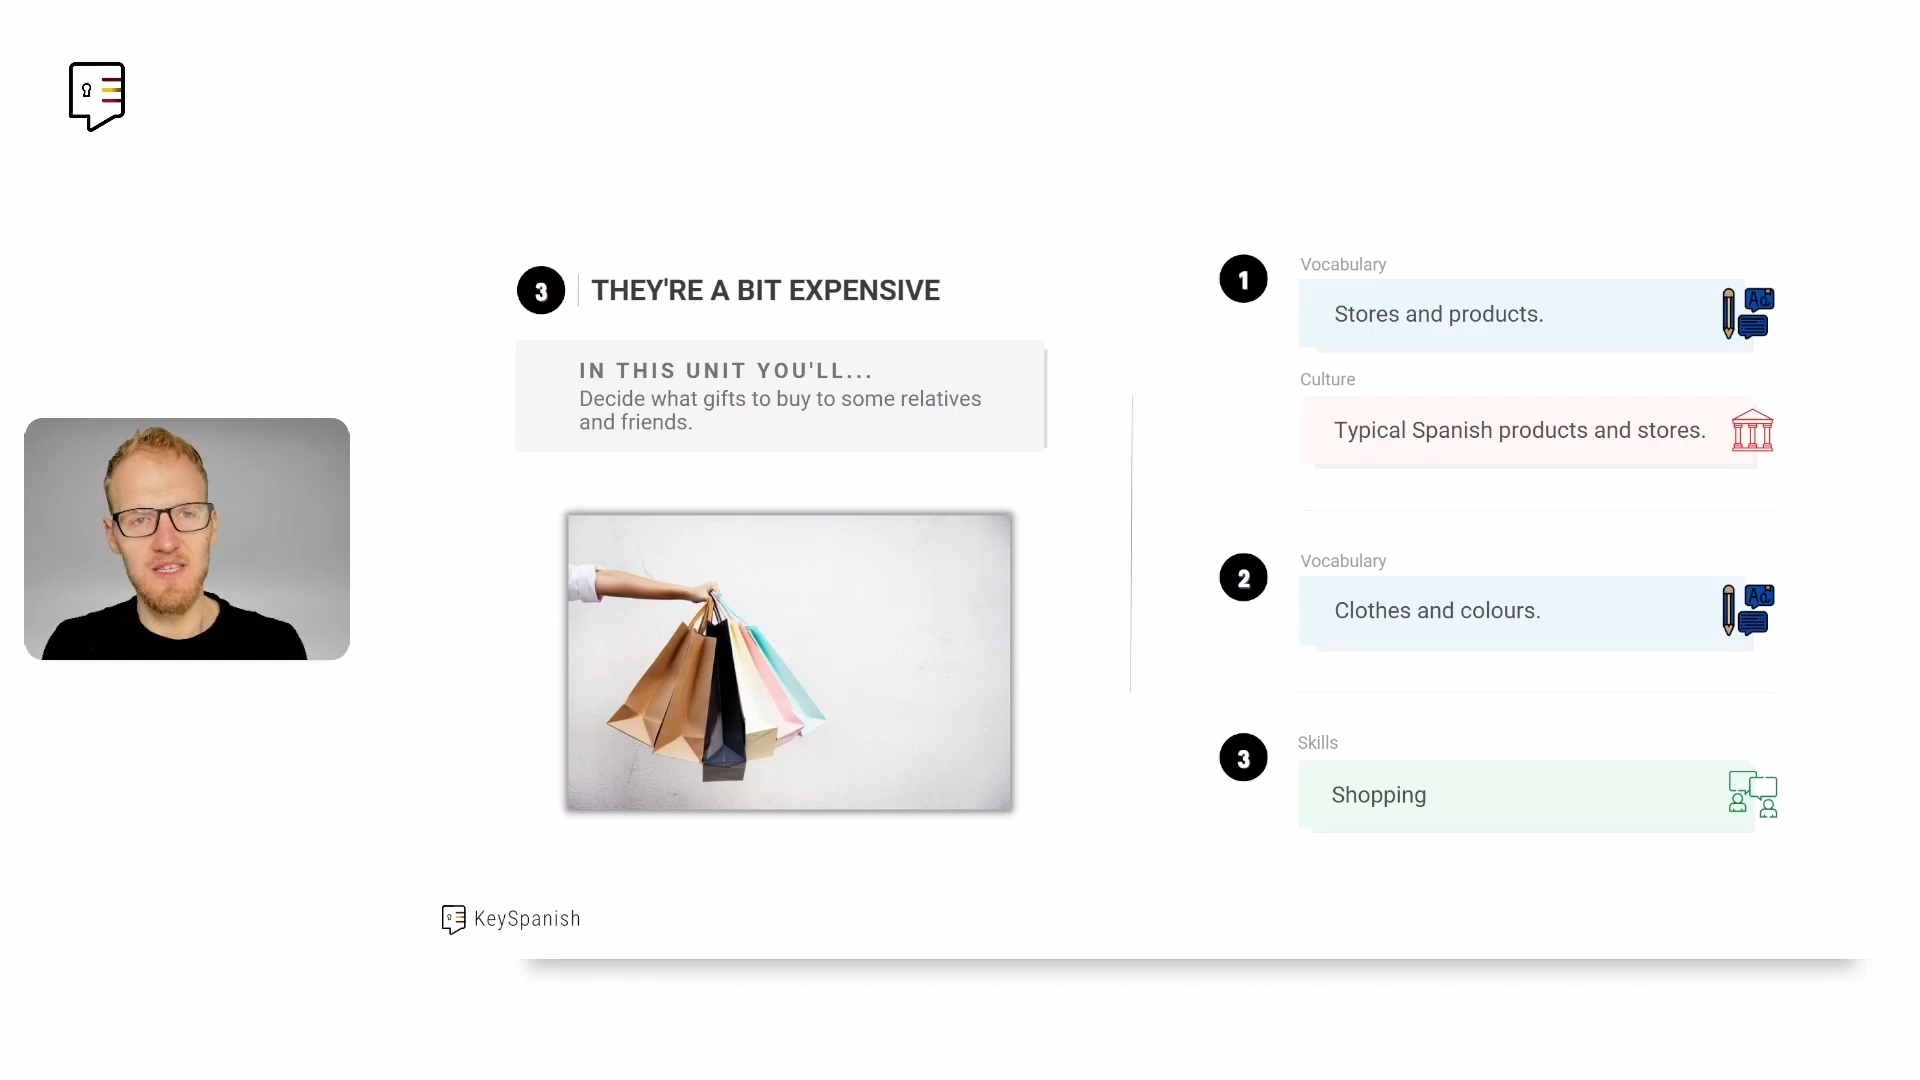 3
THEY'RE A BIT EXPENSIVE
IN THIS UNIT YOU'LL...
Decide what gifts to buy to some relatives
and friends.
KeySpanish
1
Vocabulary
Stores and products.
Ad
Culture
Typical Spanish products and stores.
2
Vocabulary
Clothes and colours.
Ad
3
Skills
Shopping